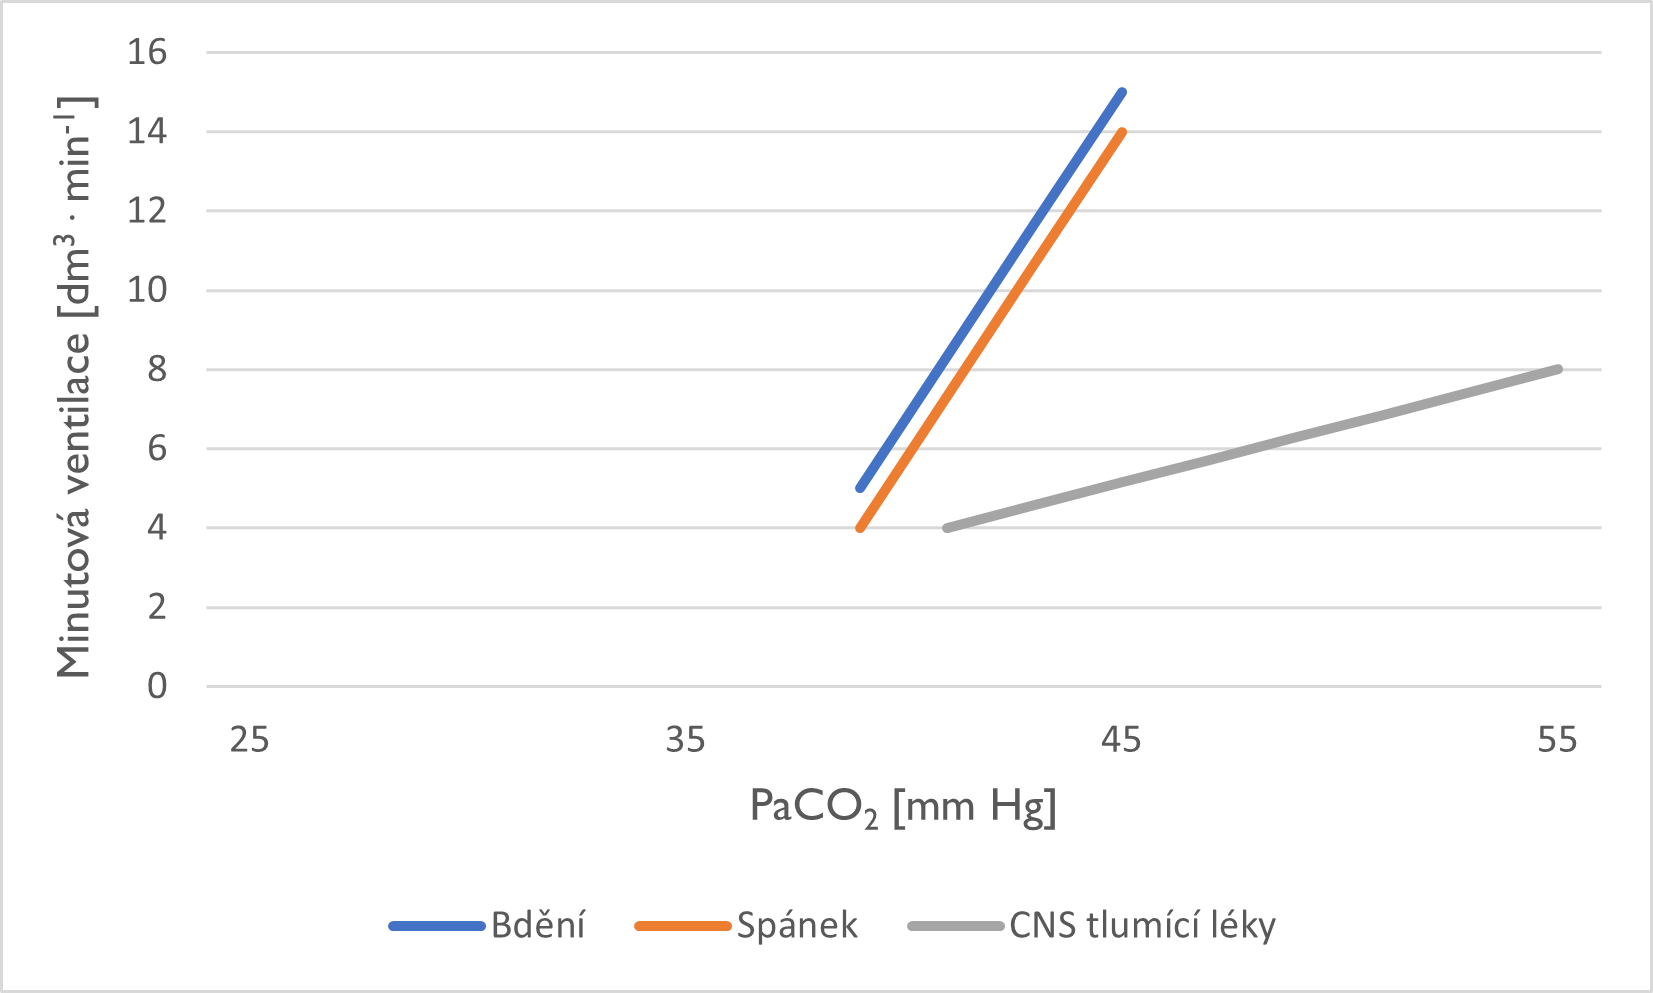 Minutová ventilace [dm³ · min⁻¹]
16
14
12
10
8
6
4
2
0
25 35 45 55
PaCO₂ [mm Hg]
Bdění Spánek CNS tlumící léky